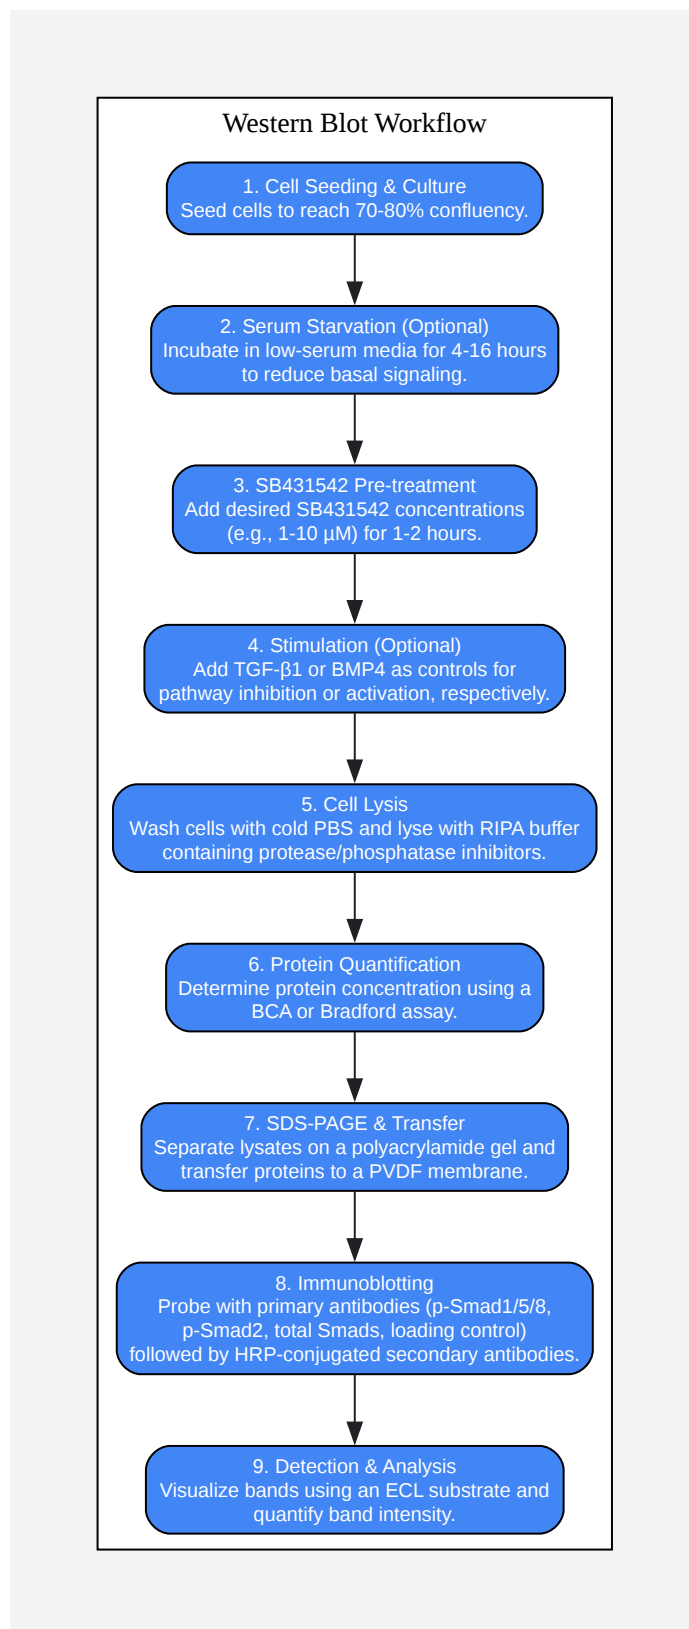 Western Blot Workflow
1. Cell Seeding & Culture
Seed cells to reach 70-80% confluency.
2. Serum Starvation (Optional)
Incubate in low-serum media for 4-16 hours
to reduce basal signaling.
3. SB431542 Pre-treatment
Add desired SB431542 concentrations
(e.g., 1-10 µM) for 1-2 hours.
4. Stimulation (Optional)
Add TGF-β1 or BMP4 as controls for
pathway inhibition or activation, respectively.
5. Cell Lysis
Wash cells with cold PBS and lyse with RIPA buffer
containing protease/phosphatase inhibitors.
6. Protein Quantification
Determine protein concentration using a
BCA or Bradford assay.
7. SDS-PAGE & Transfer
Separate lysates on a polyacrylamide gel and
transfer proteins to a PVDF membrane.
8. Immunoblotting
Probe with primary antibodies (p-Smad1/5/8,
p-Smad2, total Smads, loading control)
followed by HRP-conjugated secondary antibodies.
9. Detection & Analysis
Visualize bands using an ECL substrate and
quantify band intensity.